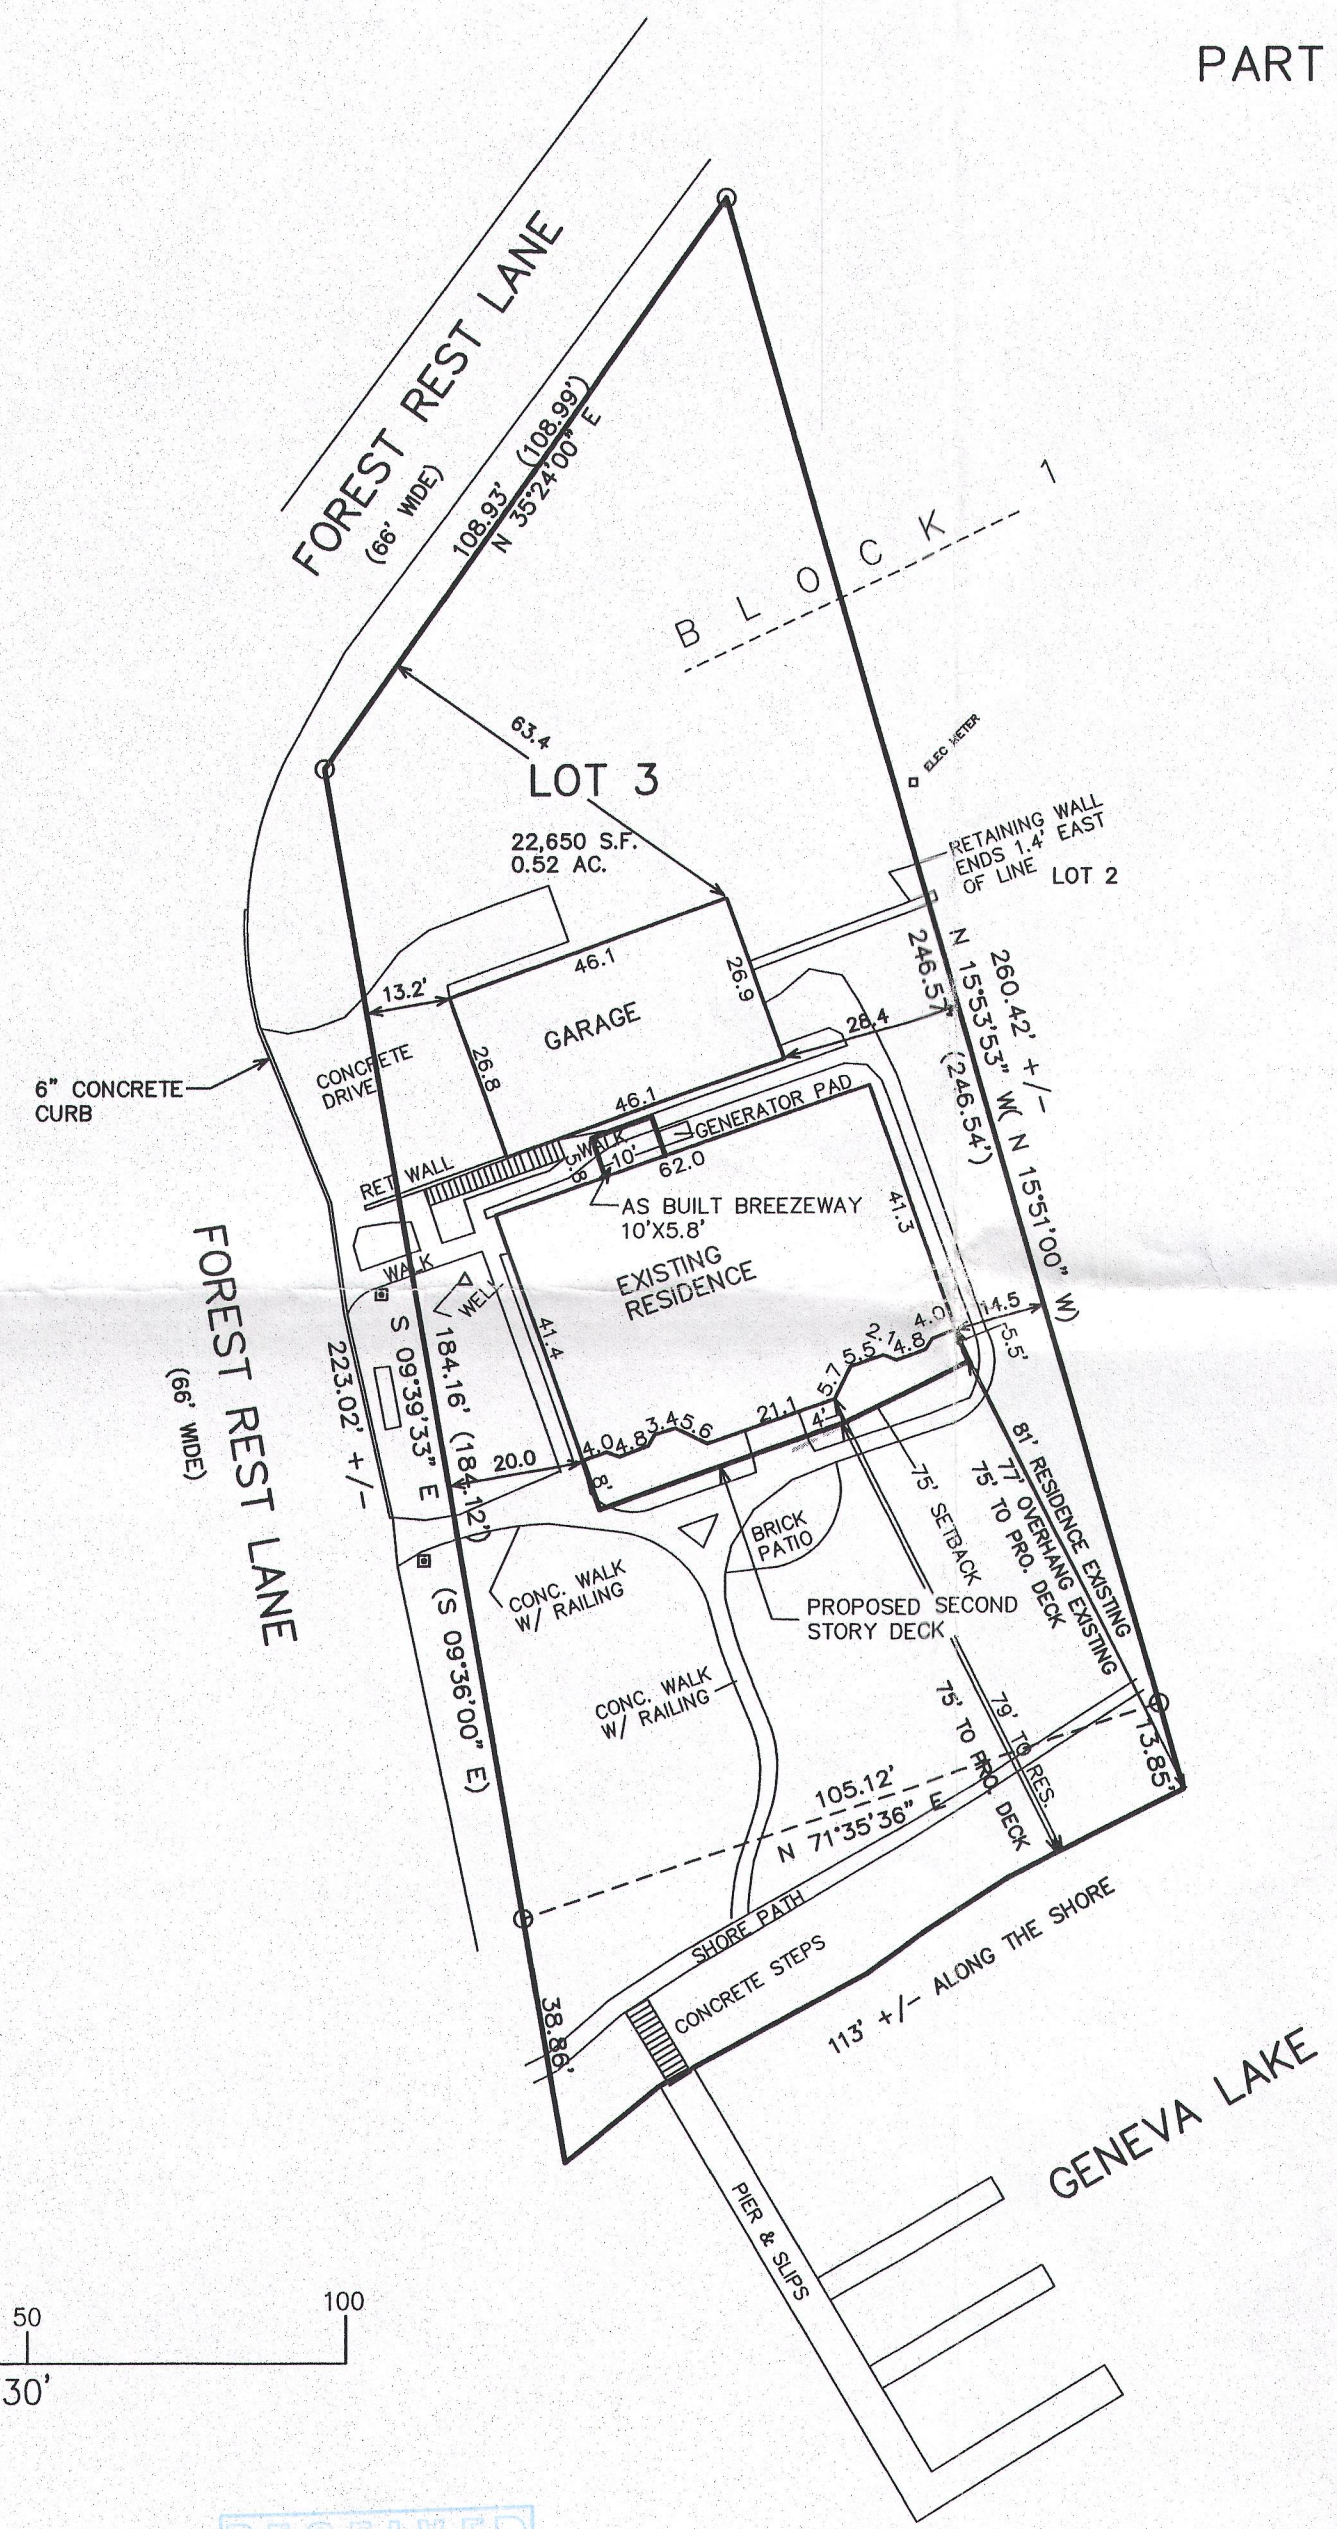 PART
FOREST REST LANE
(66' WIDE)
108.93' (108.99')
N 35°24'00" E
BLOCK 1
63.4
LOT 3
22,650 S.F.
0.52 AC.
ELEC METER
RETAINING WALL
ENDS 1.4' EAST
OF LINE
LOT 2
46.1
26.9
13.2'
GARAGE
28.4
26.8
46.1
CONCRETE
DRIVE
6" CONCRETE
CURB
260.42' +/-
N 15°53'53" W( N 15°51'00" W)
246.57'
(246.54')
GENERATOR PAD
WALK
10'
5.8
62.0
RET WALL
AS BUILT BREEZEWAY
10'X5.8'
41.3
EXISTING
RESIDENCE
WALK
WELL
41.4
14.5
5.5'
4.0
4.8
2.1
5.5
5.7
4'
21.1
5.6
3.4
4.8
4.0
8'
20.0
FOREST REST LANE
(66' WIDE)
223.02' +/-
S 09°39'33" E
184.16' (184.12')
(S 09°36'00" E)
BRICK
PATIO
75' SETBACK
81' RESIDENCE EXISTING
77' OVERHANG EXISTING
75' TO PRO. DECK
CONC. WALK
W/ RAILING
PROPOSED SECOND
STORY DECK
CONC. WALK
W/ RAILING
79' TO RES.
75' TO PRO. DECK
13.85'
105.12'
N 71°35'36" E
SHORE PATH
CONCRETE STEPS
38.86'
113' +/- ALONG THE SHORE
GENEVA LAKE
PIER & SLIPS
50
100
30'
RECEIVED